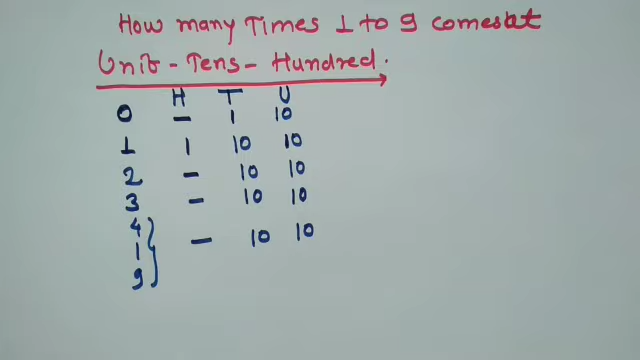 How many Times 1 to 9 comes at
Unit - Tens - Hundred.
H T U
0 - 1 10
1 1 10 10
2 - 10 10
3 - 10 10
4
1 - 10 10
9